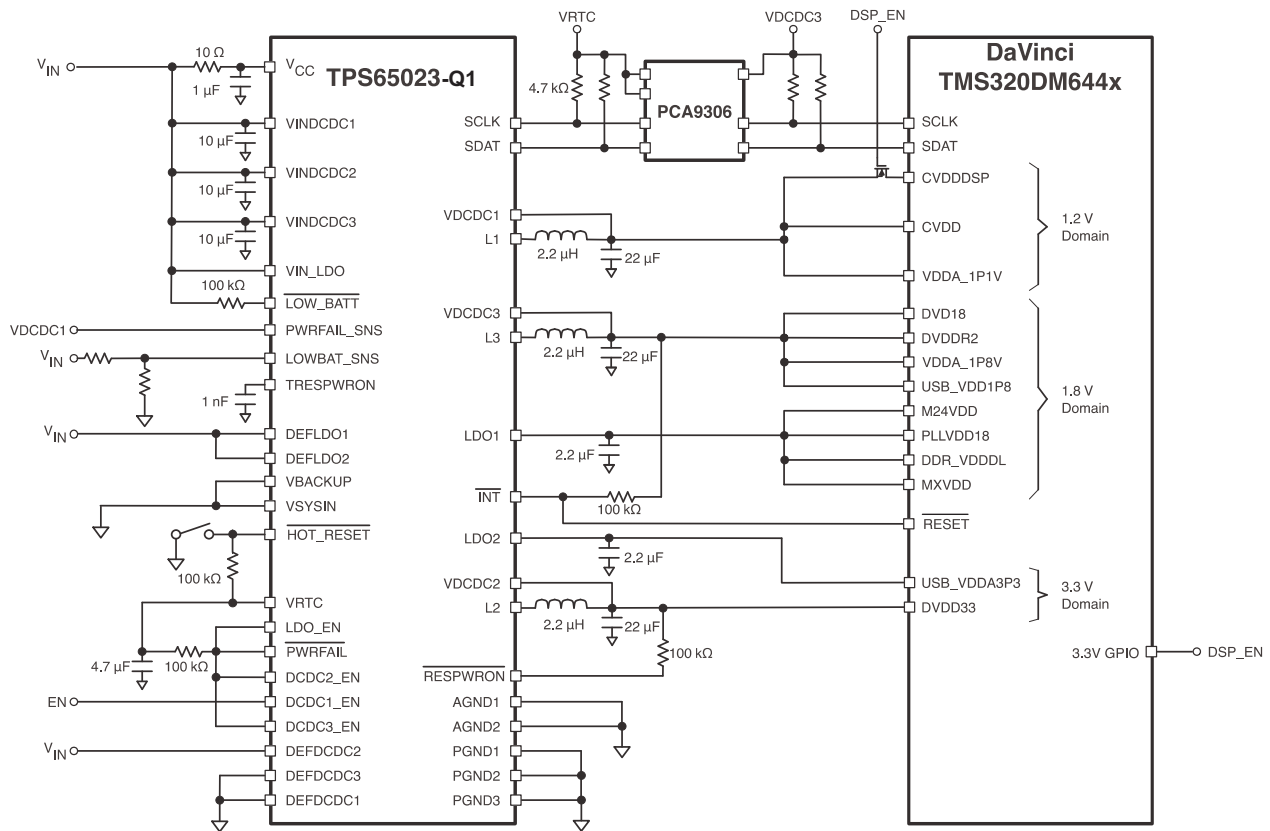 VRTC
VDCDC3
DSP_EN
10 Ω
VIN
VCC
1 µF
TPS65023-Q1
DaVinci
TMS320DM644x
4.7 kΩ
PCA9306
VINDCDC1
10 µF
SCLK
SCLK
SDAT
SDAT
VINDCDC2
10 µF
CVDDDSP
VINDCDC3
10 µF
VDCDC1
L1
2.2 µH
22 µF
CVDD
1.2 V
Domain
VIN_LDO
VDDA_1P1V
100 kΩ
LOW_BATT
VDCDC1
PWRFAIL_SNS
VDCDC3
L3
2.2 µH
22 µF
DVD18
DVDDR2
VIN
LOWBAT_SNS
VDDA_1P8V
TRESPWRON
1 nF
USB_VDD1P8
1.8 V
Domain
M24VDD
VIN
DEFLDO1
LDO1
2.2 µF
PLLVDD18
DEFLDO2
DDR_VDDDL
VBACKUP
MXVDD
VSYSIN
INT
100 kΩ
RESET
HOT_RESET
LDO2
2.2 µF
100 kΩ
VDCDC2
USB_VDDA3P3
3.3 V
Domain
VRTC
L2
2.2 µH
22 µF
DVDD33
LDO_EN
4.7 µF
100 kΩ
PWRFAIL
100 kΩ
3.3V GPIO
DSP_EN
DCDC2_EN
RESPWRON
EN
DCDC1_EN
AGND1
DCDC3_EN
AGND2
VIN
DEFDCDC2
PGND1
DEFDCDC3
PGND2
DEFDCDC1
PGND3